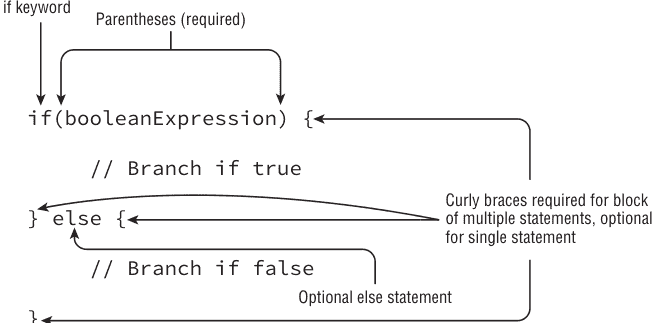 if keyword
Parentheses (required)
if(booleanExpression) {
// Branch if true
} else {
Curly braces required for block
of multiple statements, optional
for single statement
// Branch if false
Optional else statement
}